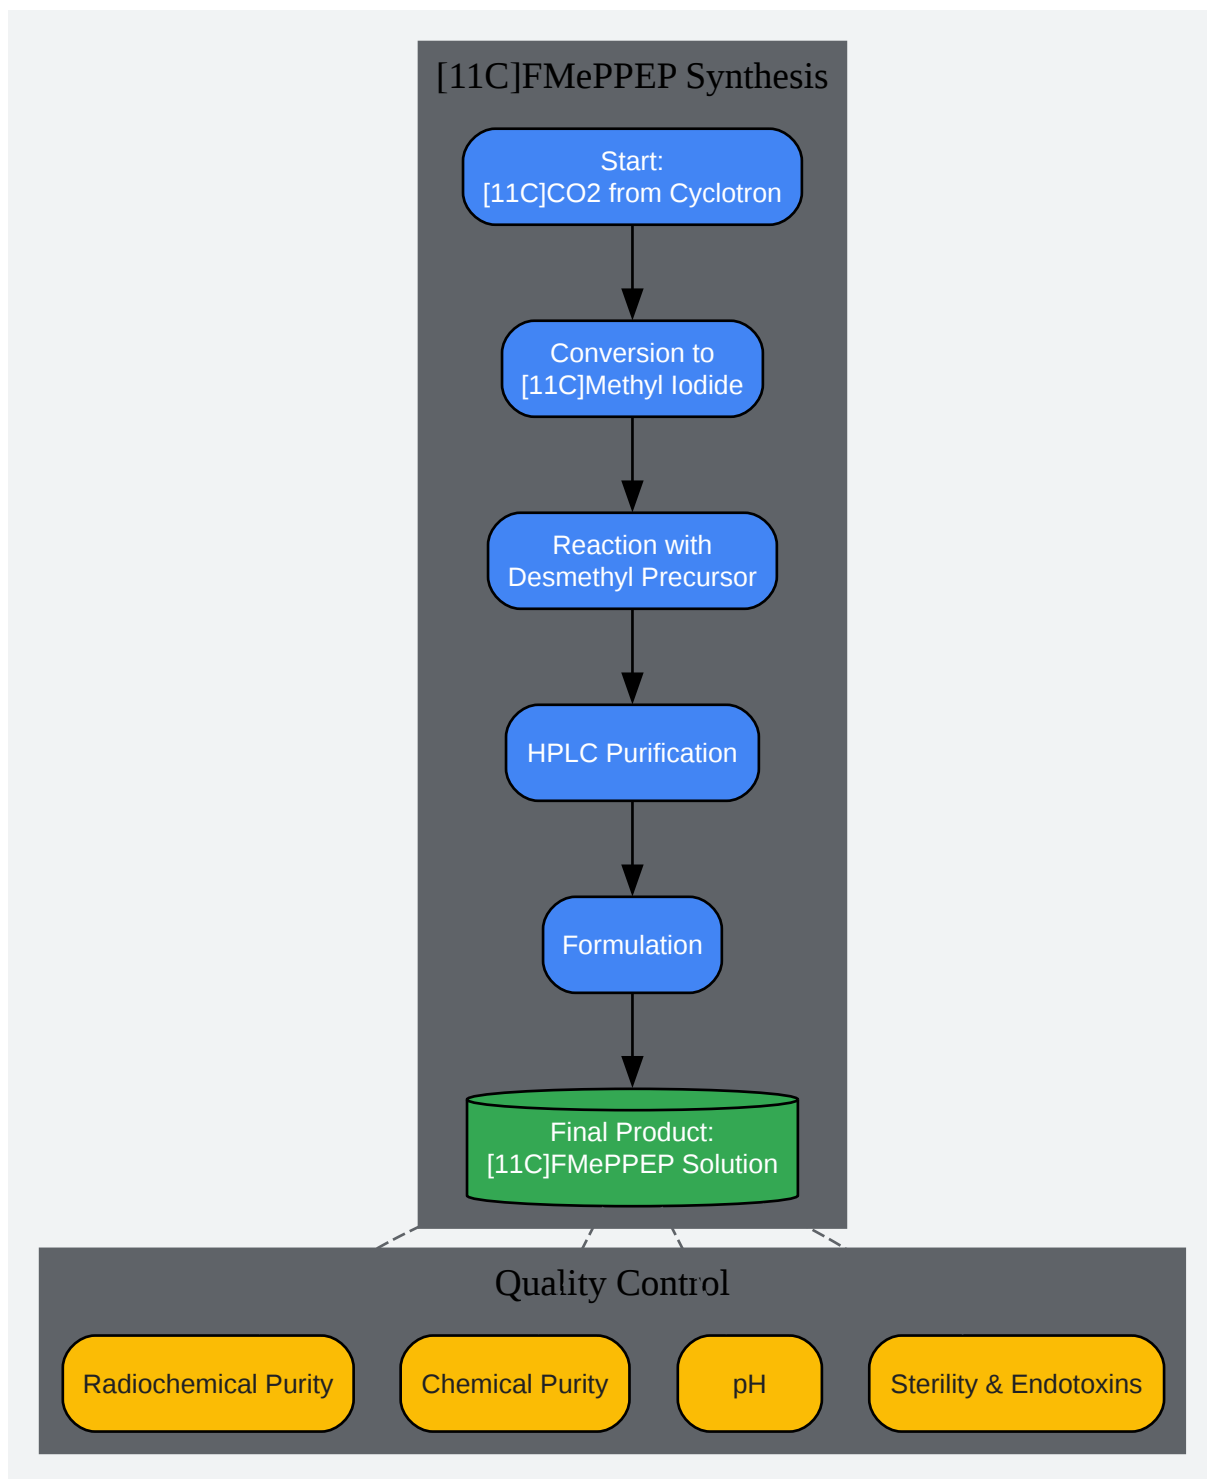 [11C]FMePPEP Synthesis
Start:
[11C]CO2 from Cyclotron
Conversion to
[11C]Methyl Iodide
Reaction with
Desmethyl Precursor
HPLC Purification
Formulation
Final Product:
[11C]FMePPEP Solution
Quality Control
Radiochemical Purity
Chemical Purity
pH
Sterility & Endotoxins